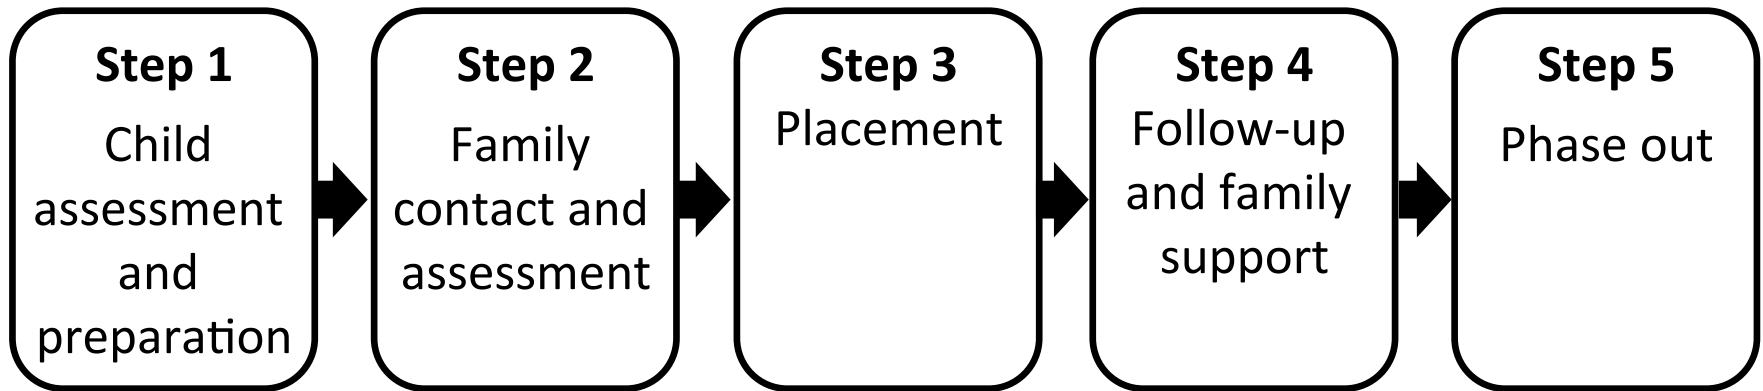 Step 1
Child
assessment
and
preparation
Step 2
Family
contact and
assessment
Step 3
Placement
Step 4
Follow-up
and family
support
Step 5
Phase out